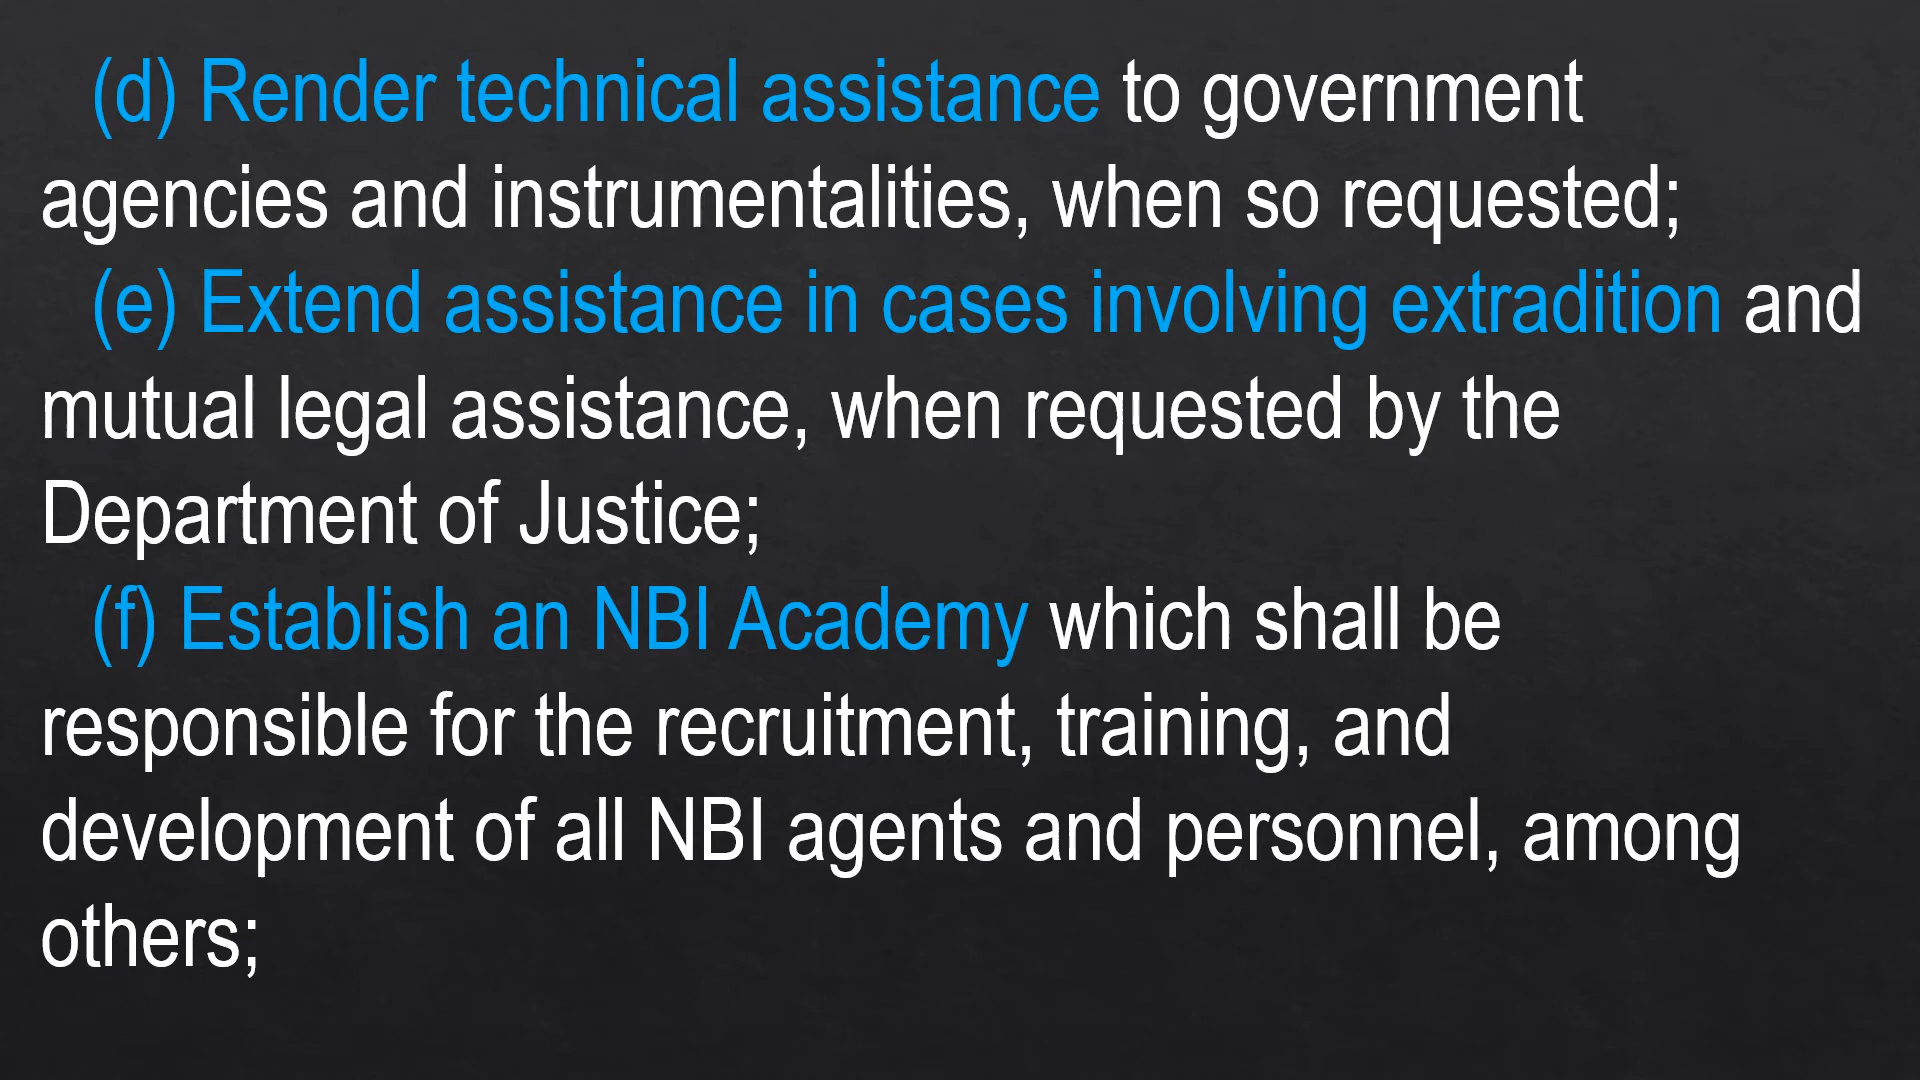 (d) Render technical assistance to government
agencies and instrumentalities, when so requested;
(e) Extend assistance in cases involving extradition and
mutual legal assistance, when requested by the
Department of Justice;
(f) Establish an NBI Academy which shall be
responsible for the recruitment, training, and
development of all NBI agents and personnel, among
others;